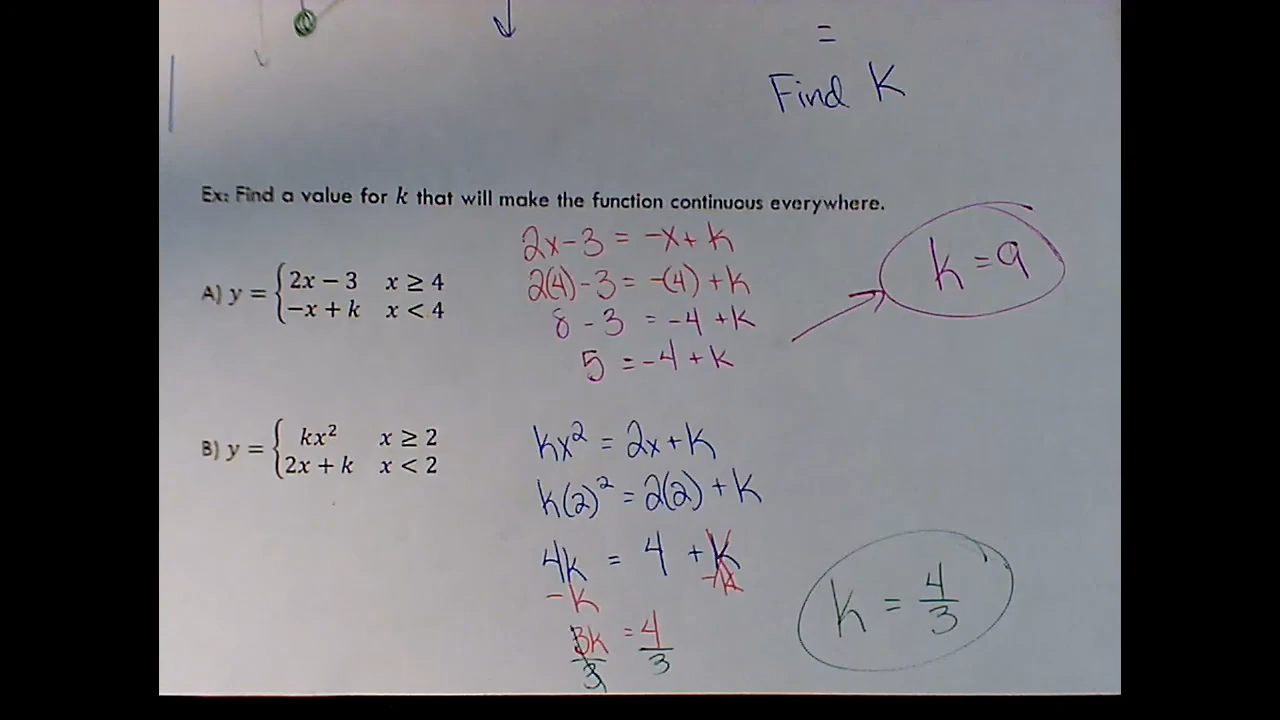 =
Find K
Ex: Find a value for k that will make the function continuous everywhere.
A) y = { 2x − 3 x ≥ 4
−x + k x < 4
2x − 3 = −x + k
2(4) − 3 = −(4) + k
8 − 3 = −4 + k
5 = −4 + k
k = 9
B) y = { kx² x ≥ 2
2x + k x < 2
kx² = 2x + k
k(2)² = 2(2) + k
4k = 4 + k
−k −k
3k/3 = 4/3
k = 4/3